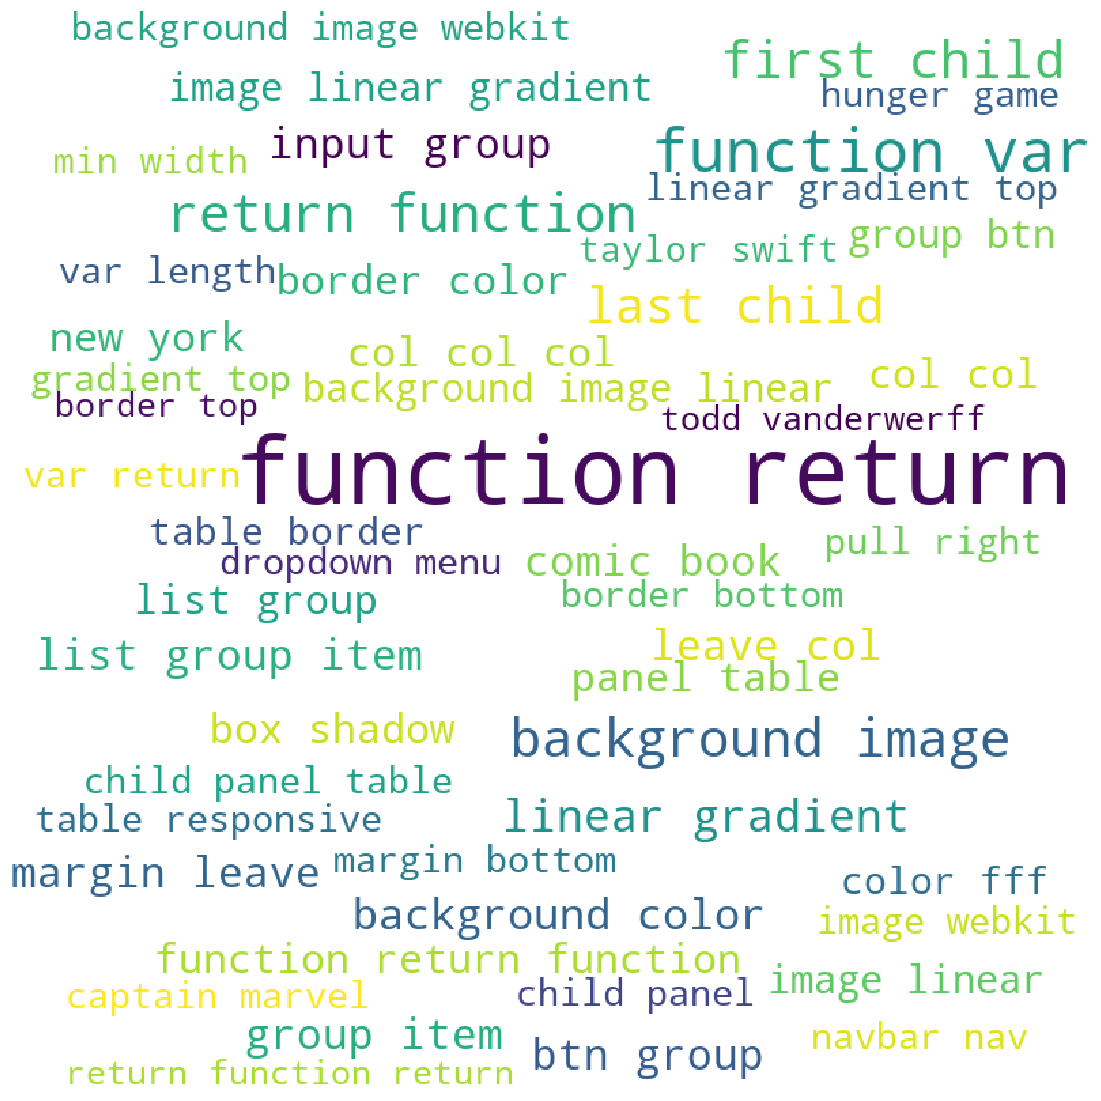 background image webkit
first child
image linear gradient
hunger game
input group
function var
min width
linear gradient top
return function
group btn
taylor swift
var length
border color
last child
new york
col col col
gradient top
background image linear
col col
border top
todd vanderwerff
function return
var return
table border
pull right
dropdown menu
comic book
list group
border bottom
list group item
leave col
panel table
box shadow
background image
child panel table
table responsive
linear gradient
margin leave
margin bottom
color fff
background color
image webkit
function return function
image linear
captain marvel
child panel
group item
btn group
navbar nav
return function return